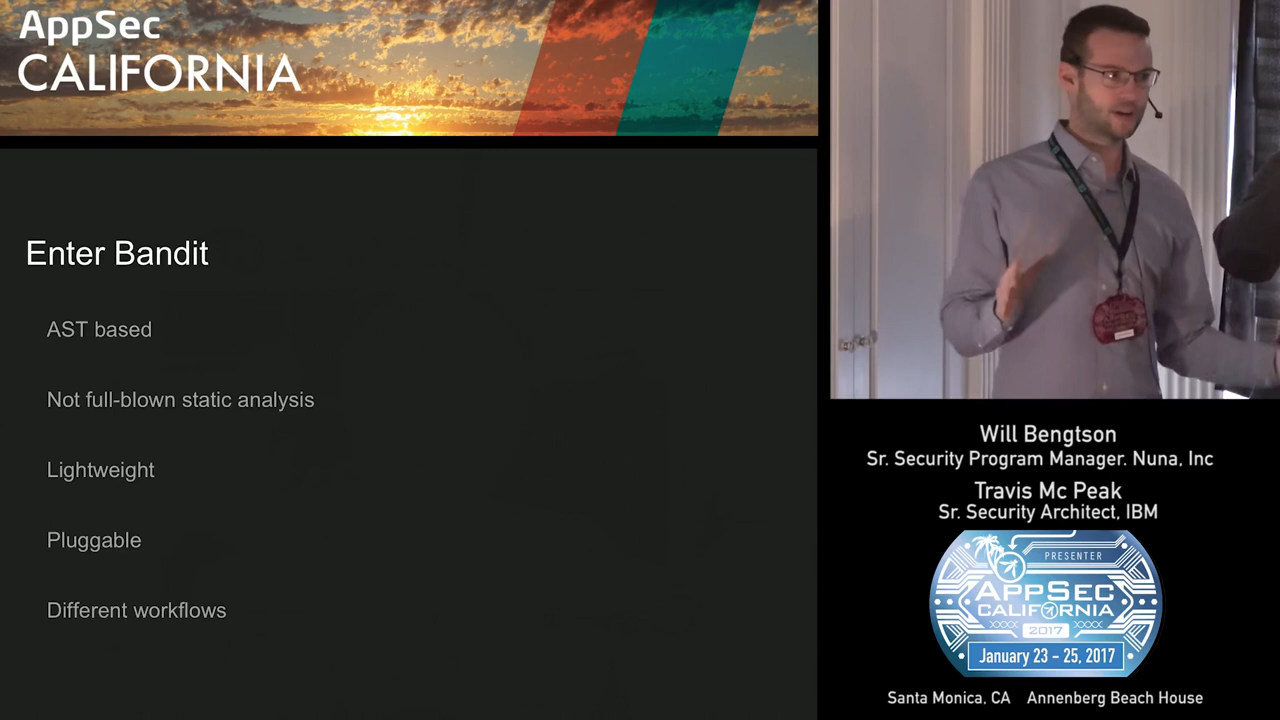 AppSec
CALIFORNIA
Enter Bandit
AST based
Not full-blown static analysis
Lightweight
Pluggable
Different workflows
Will Bengtson
Sr. Security Program Manager. Nuna, Inc
Travis Mc Peak
Sr. Security Architect, IBM
PRESENTER
APPSEC
CALIFORNIA
XXXX 2017 XXXX
January 23 - 25, 2017
Santa Monica, CA Annenberg Beach House